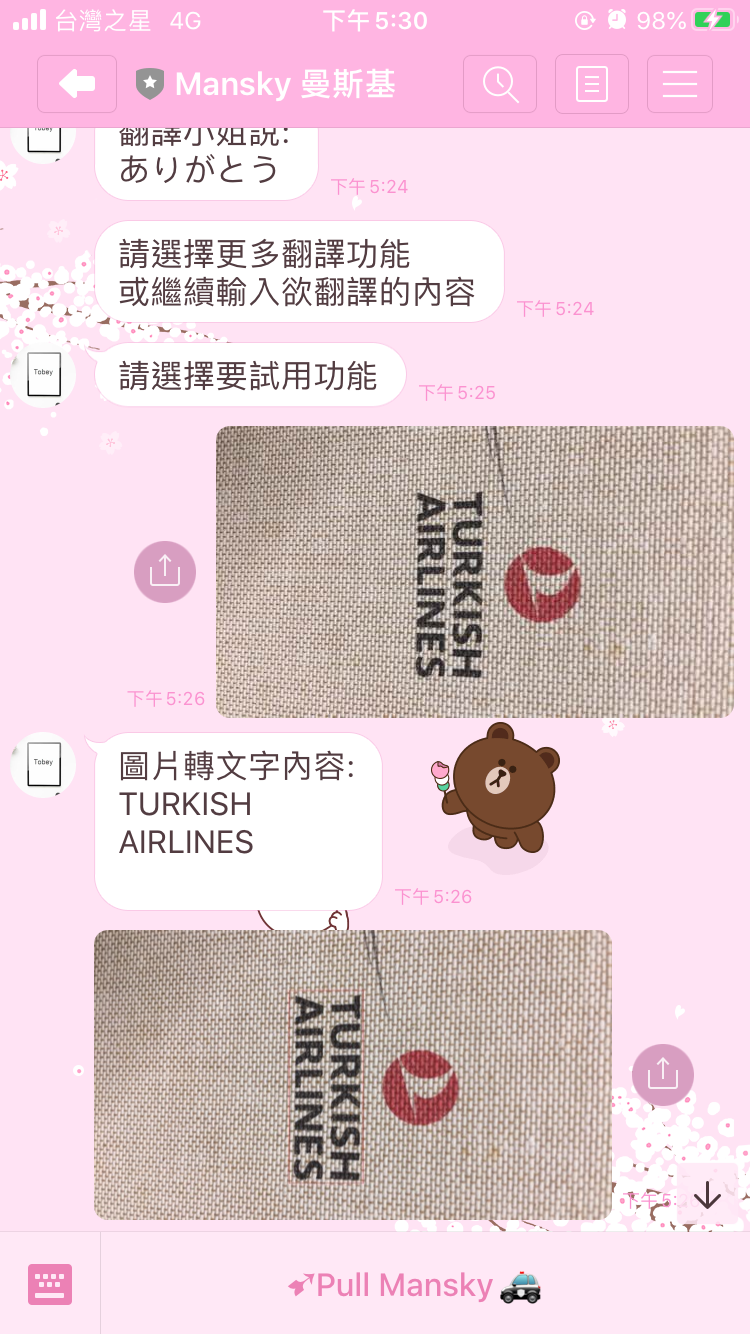 台灣之星 4G 下午5:30 98%
Mansky 曼斯基
Tobey
翻譯小姐說:
ありがとう
下午5:24
請選擇更多翻譯功能
或繼續輸入欲翻譯的內容
下午5:24
Tobey
請選擇要試用功能
下午5:25
TURKISH
AIRLINES
下午5:26
Tobey
圖片轉文字內容:
TURKISH
AIRLINES
下午5:26
TURKISH
AIRLINES
Pull Mansky